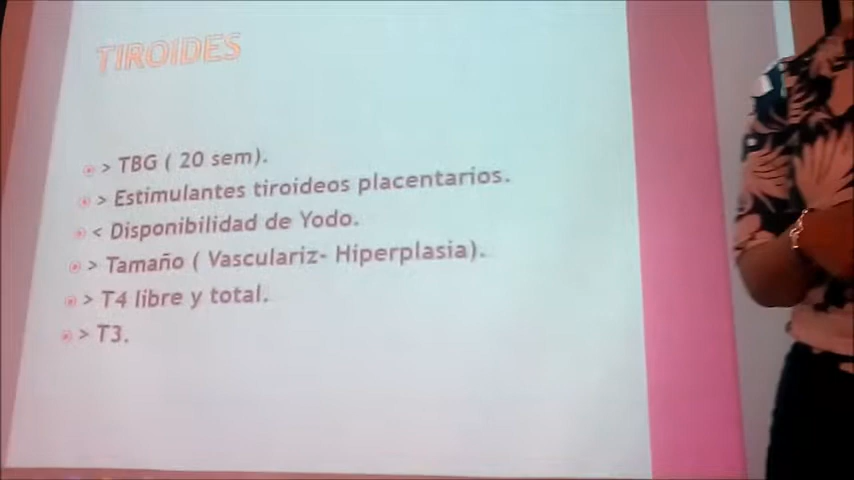 TIROIDES
> TBG ( 20 sem).
> Estimulantes tiroideos placentarios.
< Disponibilidad de Yodo.
> Tamaño ( Vasculariz- Hiperplasia).
> T4 libre y total.
> T3.